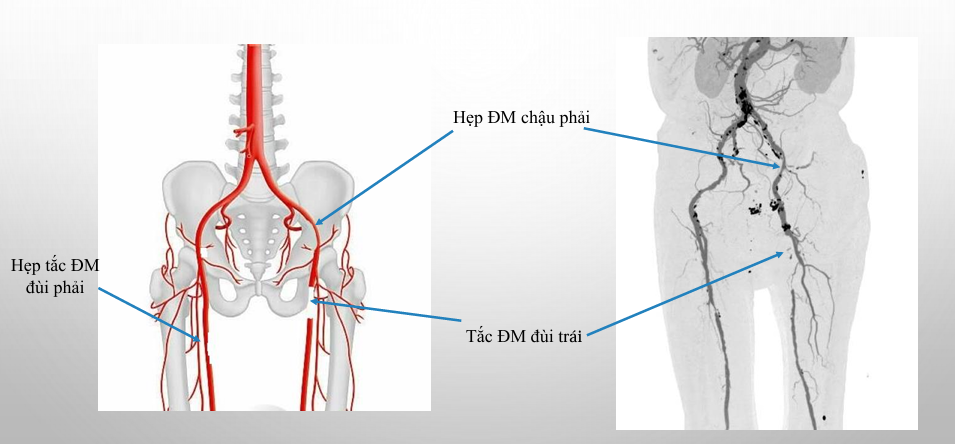 Hẹp ĐM chậu phải
Hẹp tắc ĐM
đùi phải
Tắc ĐM đùi trái